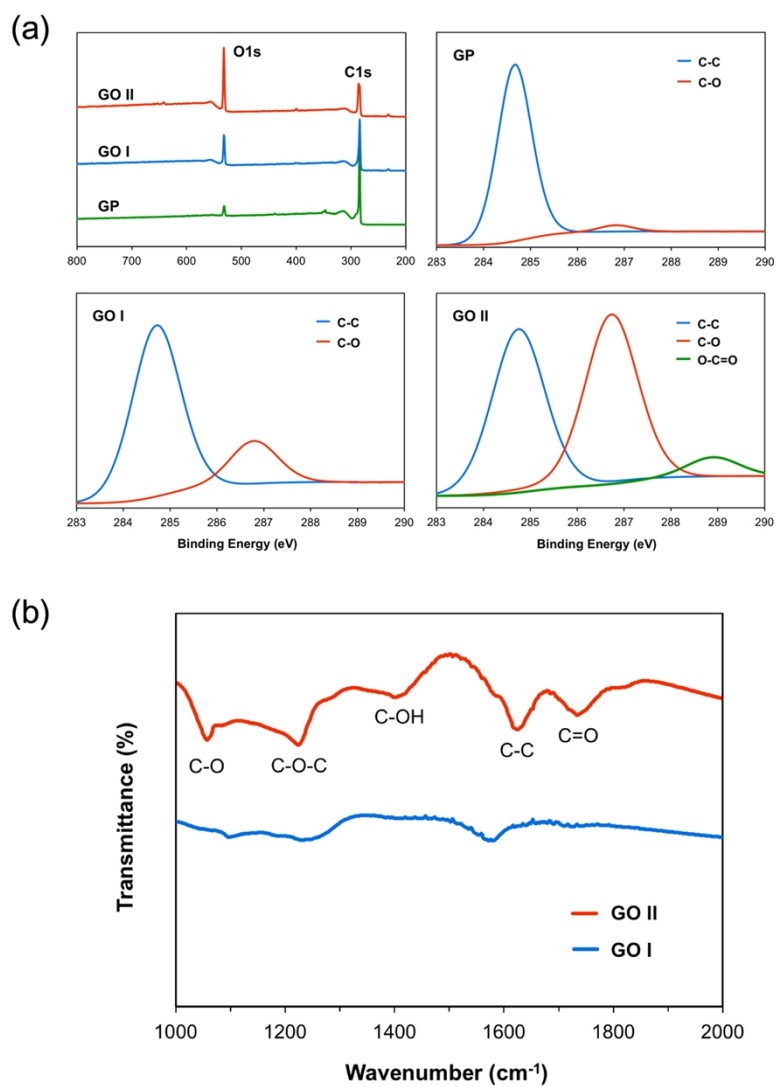 (a)
O1s
C1s
GO II
GO I
GP
800 700 600 500 400 300 200
GP
C-C
C-O
283 284 285 286 287 288 289 290
GO I
C-C
C-O
283 284 285 286 287 288 289 290
Binding Energy (eV)
GO II
C-C
C-O
O-C=O
283 284 285 286 287 288 289 290
Binding Energy (eV)
(b)
Transmittance (%)
C-O
C-O-C
C-OH
C-C
C=O
GO II
GO I
1000 1200 1400 1600 1800 2000
Wavenumber (cm⁻¹)